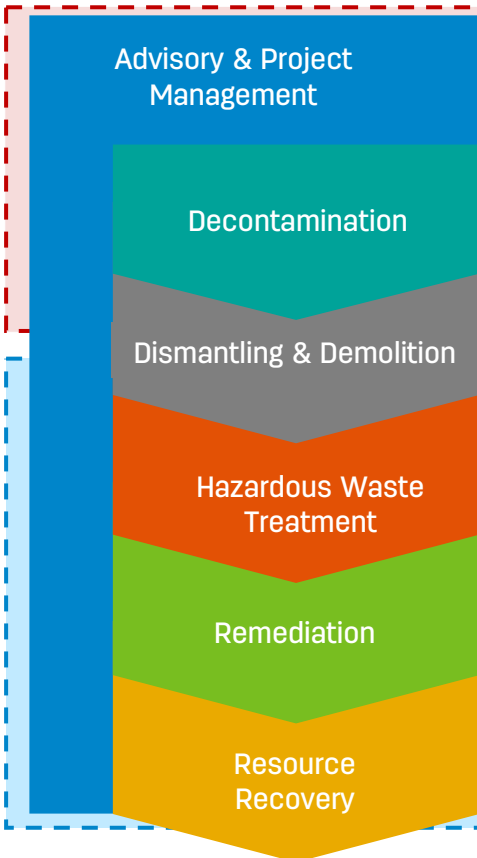 Advisory & Project
Management
Decontamination
Dismantling & Demolition
Hazardous Waste
Treatment
Remediation
Resource
Recovery